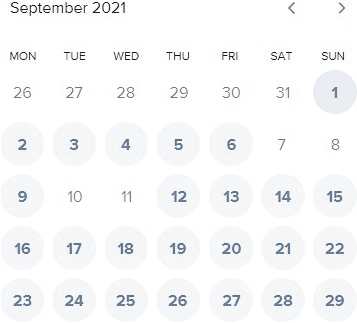 September 2021
MON TUE WED THU FRI SAT SUN
26 27 28 29 30 31 1
2 3 4 5 6 7 8
9 10 11 12 13 14 15
16 17 18 19 20 21 22
23 24 25 26 27 28 29